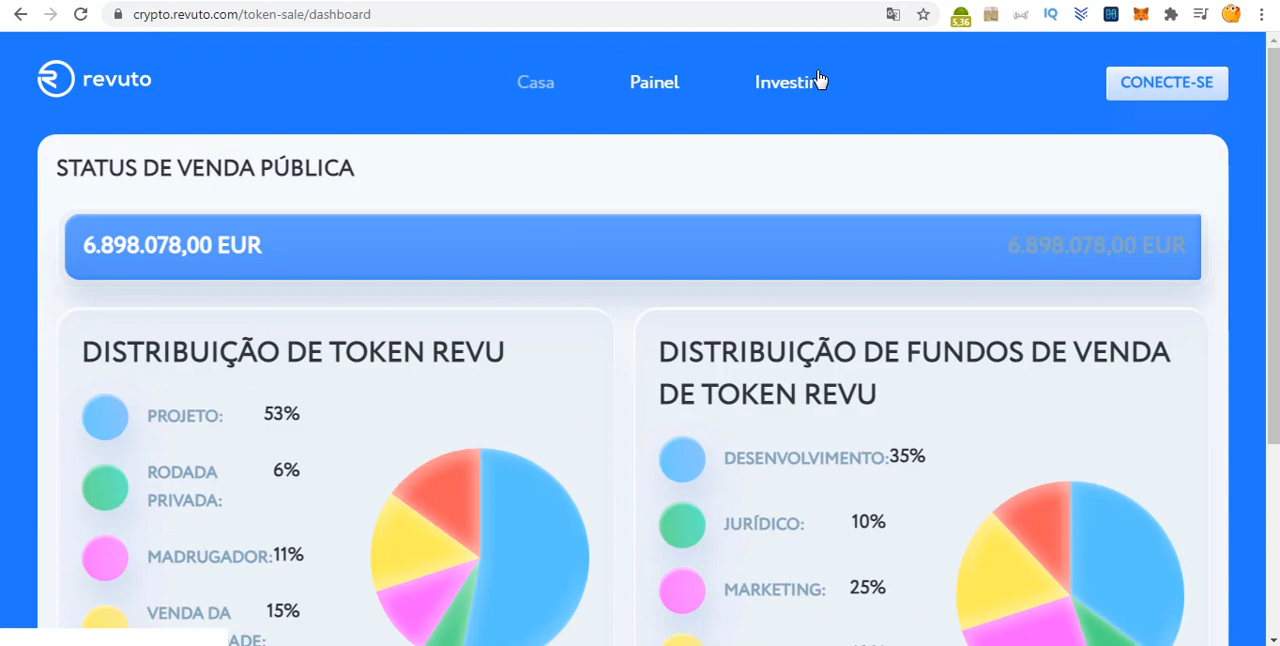 crypto.revuto.com/token-sale/dashboard
5,36
IQ
revuto
Casa
Painel
Investir
CONECTE-SE
STATUS DE VENDA PÚBLICA
6.898.078,00 EUR
6.898.078,00 EUR
DISTRIBUIÇÃO DE TOKEN REVU
PROJETO: 53%
RODADA PRIVADA: 6%
MADRUGADOR: 11%
VENDA DA 15%
ADE:
DISTRIBUIÇÃO DE FUNDOS DE VENDA
DE TOKEN REVU
DESENVOLVIMENTO: 35%
JURÍDICO: 10%
MARKETING: 25%